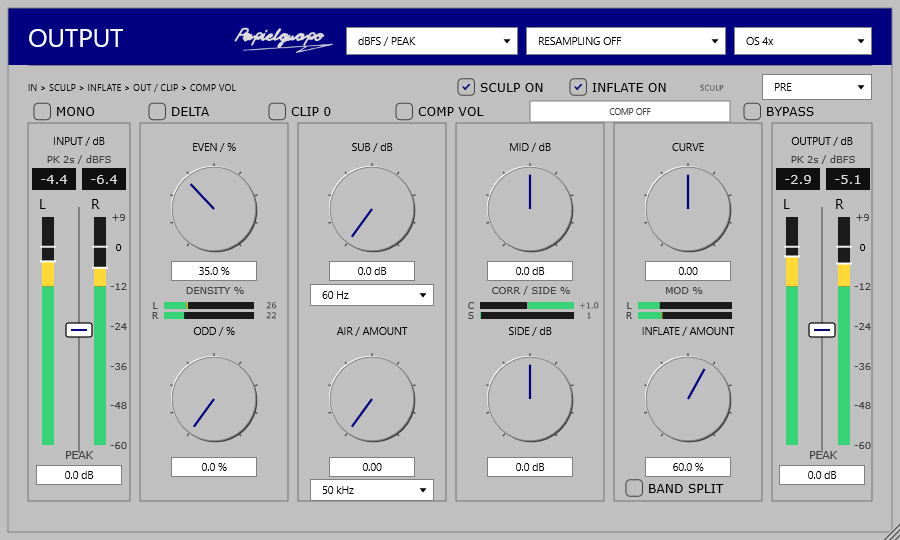 OUTPUT
Papielguapo
dBFS / PEAK
RESAMPLING OFF
OS 4x
IN > SCULP > INFLATE > OUT / CLIP > COMP VOL
SCULP ON
INFLATE ON
SCULP
PRE
MONO
DELTA
CLIP 0
COMP VOL
COMP OFF
BYPASS
INPUT / dB
PK 2s / dBFS
-4.4 -6.4
L R
+9
0
-12
-24
-36
-48
-60
PEAK
0.0 dB
EVEN / %
35.0 %
DENSITY %
L 26
R 22
ODD / %
0.0 %
SUB / dB
0.0 dB
60 Hz
AIR / AMOUNT
0.00
50 kHz
MID / dB
0.0 dB
CORR / SIDE %
C +1.0
S 1
SIDE / dB
0.0 dB
CURVE
0.00
MOD %
L
R
INFLATE / AMOUNT
60.0 %
BAND SPLIT
OUTPUT / dB
PK 2s / dBFS
-2.9 -5.1
L R
+9
0
-12
-24
-36
-48
-60
PEAK
0.0 dB